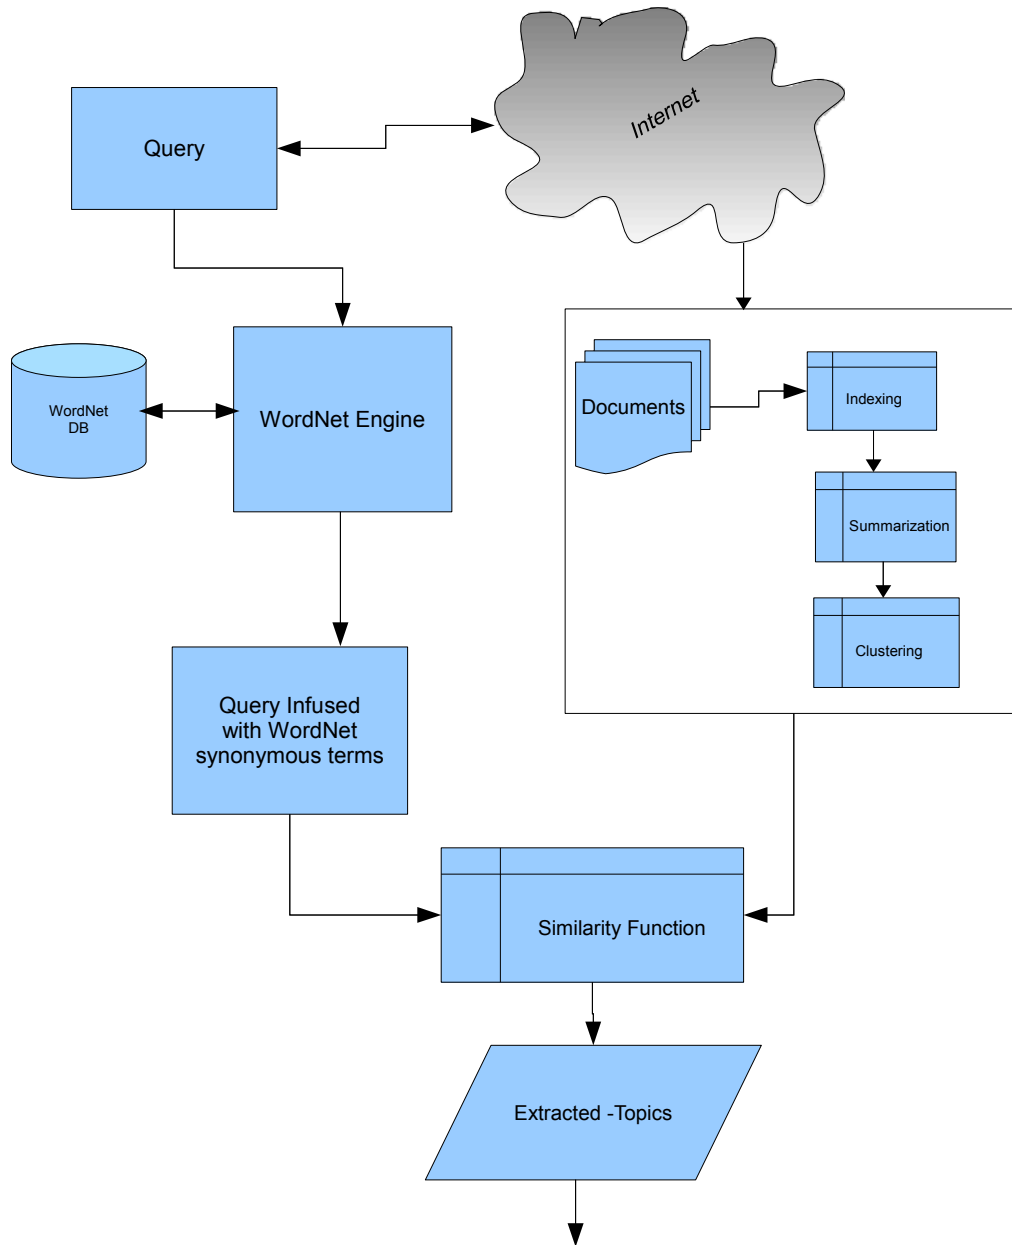 Internet
Query
WordNet
DB
WordNet Engine
Documents
Indexing
Summarization
Clustering
Query Infused
with WordNet
synonymous terms
Similarity Function
Extracted -Topics